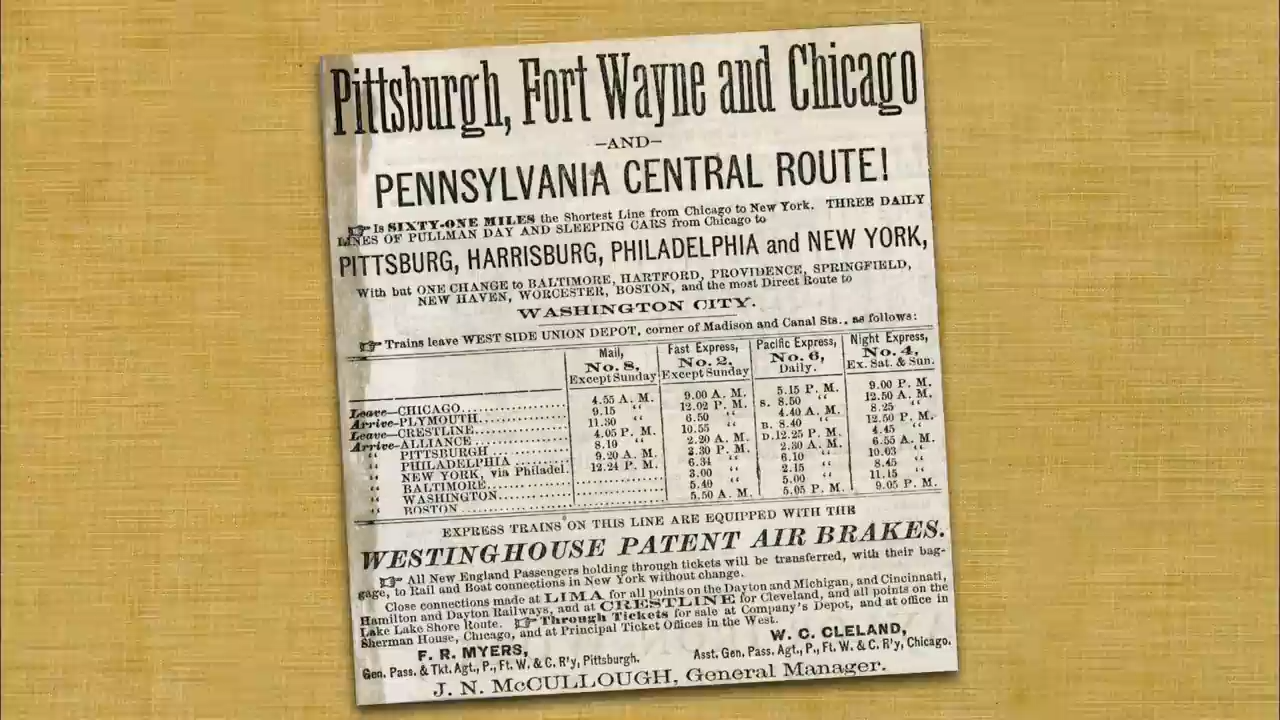 Pittsburgh, Fort Wayne and Chicago
—AND—
PENNSYLVANIA CENTRAL ROUTE!
☞ Is SIXTY-ONE MILES the Shortest Line from Chicago to New York. THREE DAILY
LINES OF PULLMAN DAY AND SLEEPING CARS from Chicago to
PITTSBURG, HARRISBURG, PHILADELPHIA and NEW YORK,
With but ONE CHANGE to BALTIMORE, HARTFORD, PROVIDENCE, SPRINGFIELD,
NEW HAVEN, WORCESTER, BOSTON, and the most Direct Route to
WASHINGTON CITY.
☞ Trains leave WEST SIDE UNION DEPOT, corner of Madison and Canal Sts., as follows:
Mail, Fast Express, Pacific Express, Night Express,
No. 8, No. 2, No. 6, No. 4,
Except Sunday Except Sunday Daily. Ex. Sat. & Sun.
Leave—CHICAGO 4.55 A. M. 9.00 A. M. 5.15 P. M. 9.00 P. M.
Arrive—PLYMOUTH 9.15 “ 12.02 P. M. S. 8.50 “ 12.50 A. M.
Leave—CRESTLINE 11.30 “ 6.50 “ 4.40 A. M. 8.25 “
Arrive—ALLIANCE 4.05 P. M. 10.55 “ B. 8.40 “ 12.50 P. M.
“ PITTSBURGH 8.10 “ 2.20 A. M. D.12.25 P. M. 4.45 “
“ PHILADELPHIA 9.20 A. M. 2.30 P. M. 2.30 A. M. 6.55 A. M.
“ NEW YORK, via Philadel. 12.24 P. M. 6.34 “ 6.10 “ 10.03 “
“ BALTIMORE 3.00 “ 2.15 “ 8.45 “
“ WASHINGTON 5.40 “ 5.00 “ 11.15 “
“ BOSTON 5.50 A. M. 5.05 P. M. 9.05 P. M.
EXPRESS TRAINS ON THIS LINE ARE EQUIPPED WITH THE
WESTINGHOUSE PATENT AIR BRAKES.
☞ All New England Passengers holding through tickets will be transferred, with their bag-
gage, to Rail and Boat connections in New York without change.
Close connections made at LIMA for all points on the Dayton and Michigan, and Cincinnati,
Hamilton and Dayton Railways, and at CRESTLINE for Cleveland, and all points on the
Lake Lake Shore Route. ☞ Through Tickets for sale at Company's Depot, and at office in
Sherman House, Chicago, and at Principal Ticket Offices in the West.
F. R. MYERS, W. C. CLELAND,
Gen. Pass. & Tkt. Agt., P., Ft. W. & C. R'y, Pittsburgh. Asst. Gen. Pass. Agt., P., Ft. W. & C. R'y, Chicago.
J. N. McCULLOUGH, General Manager.